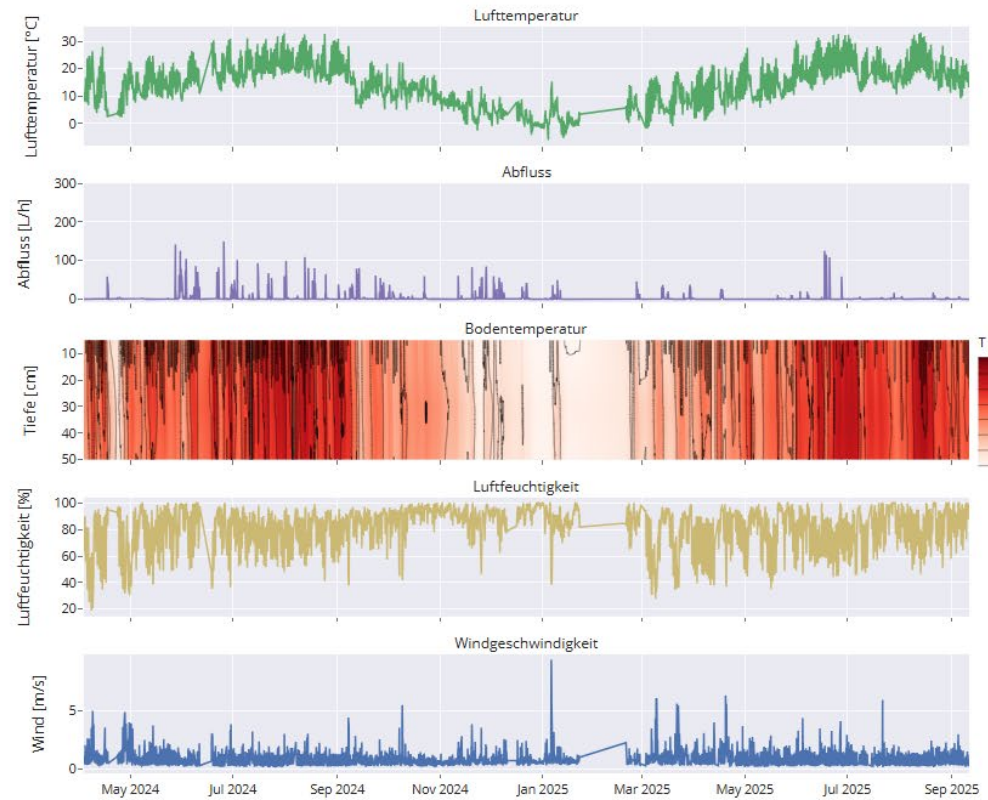 Lufttemperatur
Lufttemperatur [°C]
30
20
10
0
Abfluss
Abfluss [L/h]
300
200
100
0
Bodentemperatur
Tiefe [cm]
10
20
30
40
50
T
Luftfeuchtigkeit
Luftfeuchtigkeit [%]
100
80
60
40
20
Windgeschwindigkeit
Wind [m/s]
5
0
May 2024 Jul 2024 Sep 2024 Nov 2024 Jan 2025 Mar 2025 May 2025 Jul 2025 Sep 2025